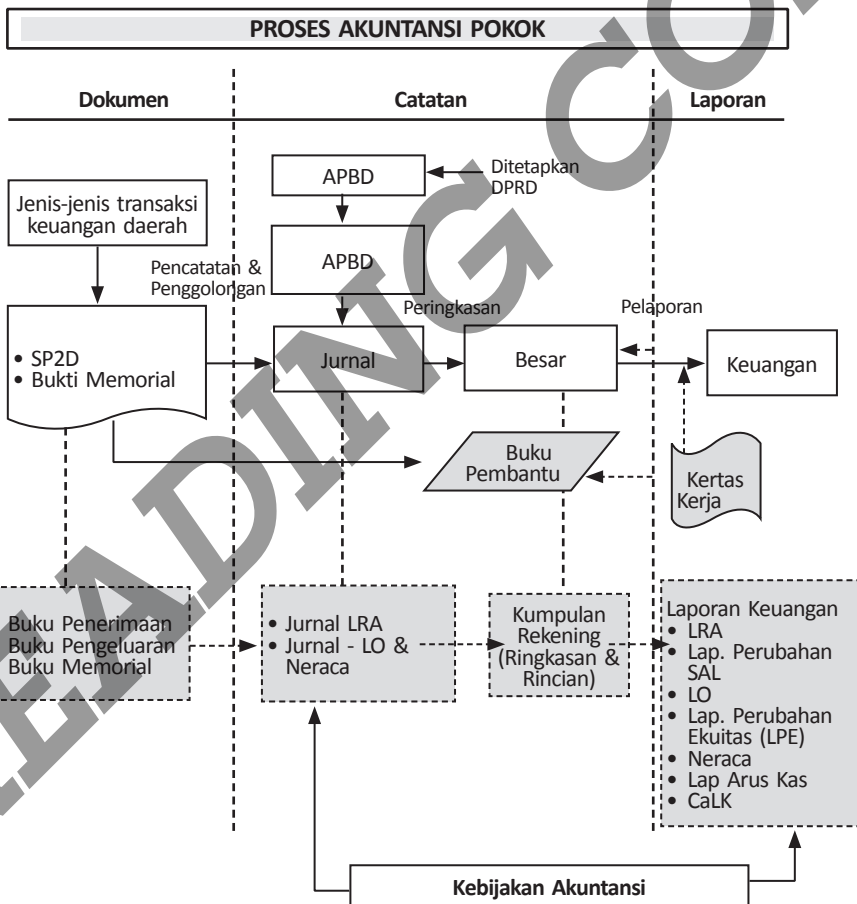 PROSES AKUNTANSI POKOK
Dokumen
Catatan
Laporan
Jenis-jenis transaksi
keuangan daerah
APBD
Ditetapkan
DPRD
APBD
Pencatatan &
Penggolongan
Peringkasan
Pelaporan
• SP2D
• Bukti Memorial
Jurnal
Besar
Keuangan
Buku
Pembantu
Kertas
Kerja
Buku Penerimaan
Buku Pengeluaran
Buku Memorial
• Jurnal LRA
• Jurnal - LO &
Neraca
Kumpulan
Rekening
(Ringkasan &
Rincian)
Laporan Keuangan
• LRA
• Lap. Perubahan
SAL
• LO
• Lap. Perubahan
Ekuitas (LPE)
• Neraca
• Lap Arus Kas
• CaLK
Kebijakan Akuntansi